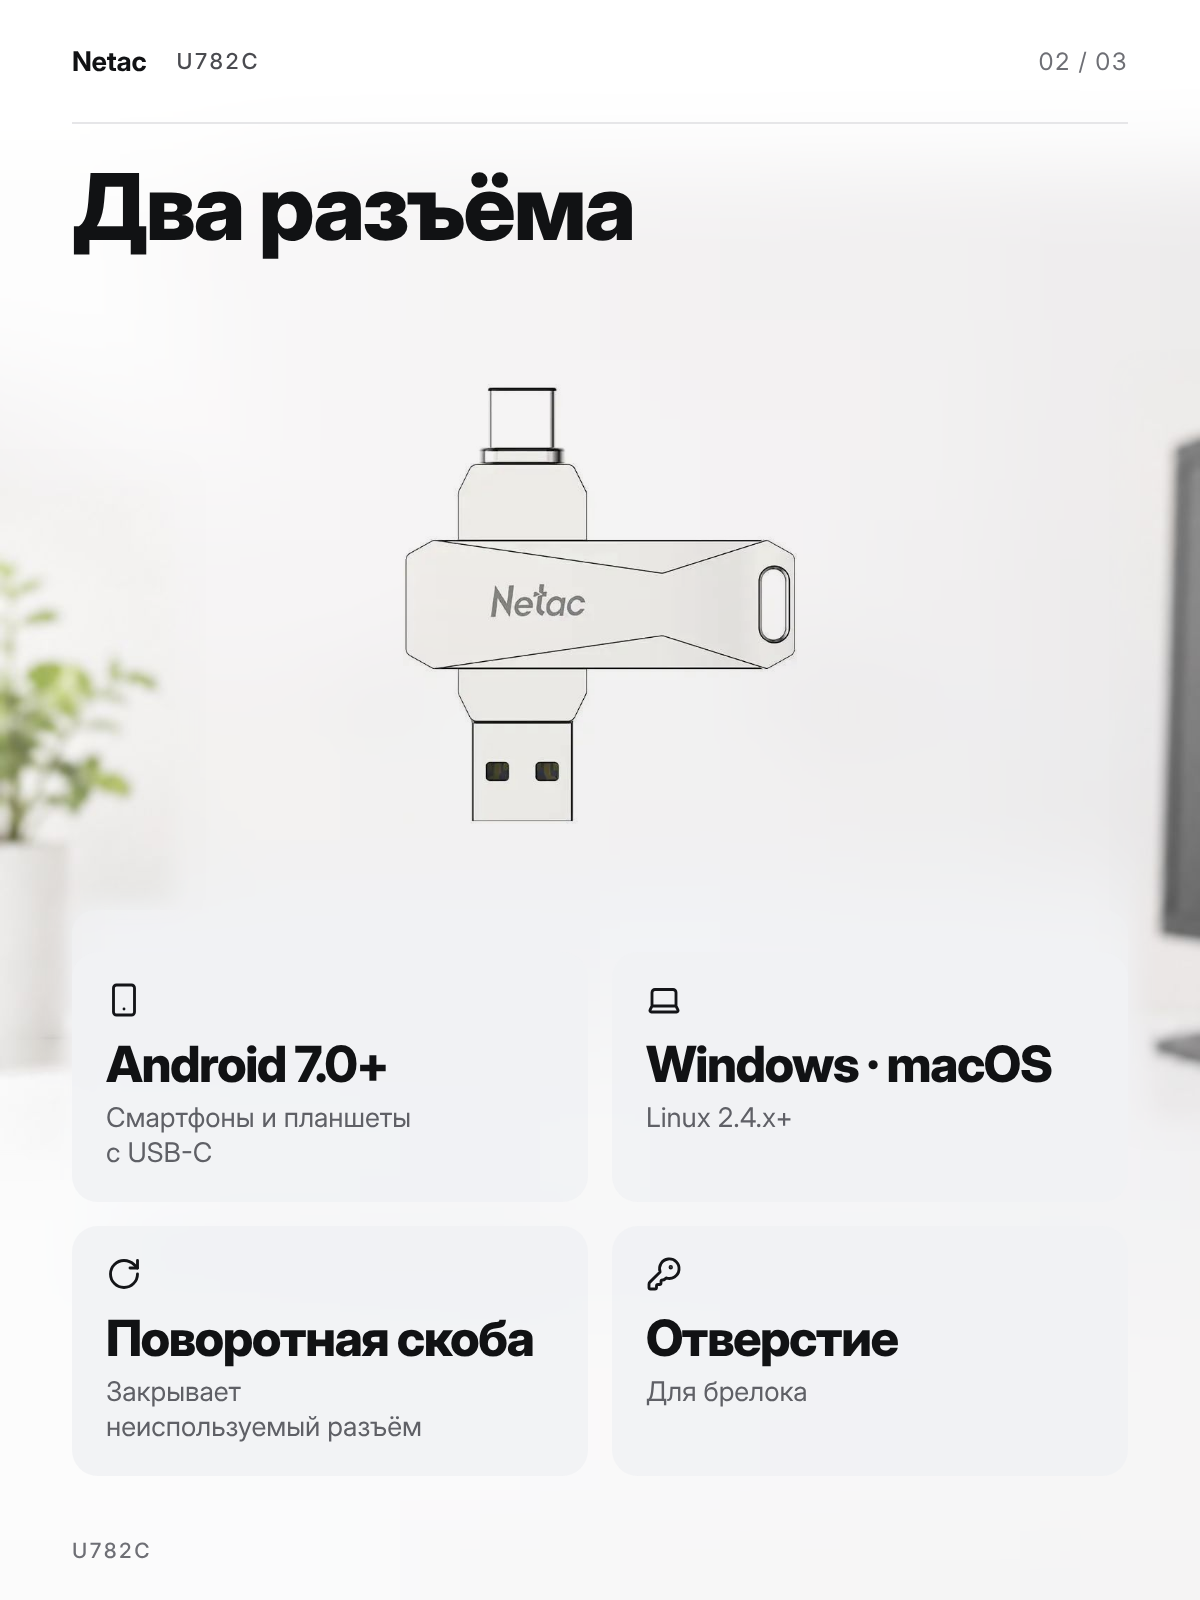 Netac U782C 02 / 03
Два разъёма
Netac
Android 7.0+
Смартфоны и планшеты
с USB-C
Windows · macOS
Linux 2.4.x+
Поворотная скоба
Закрывает
неиспользуемый разъём
Отверстие
Для брелока
U782C